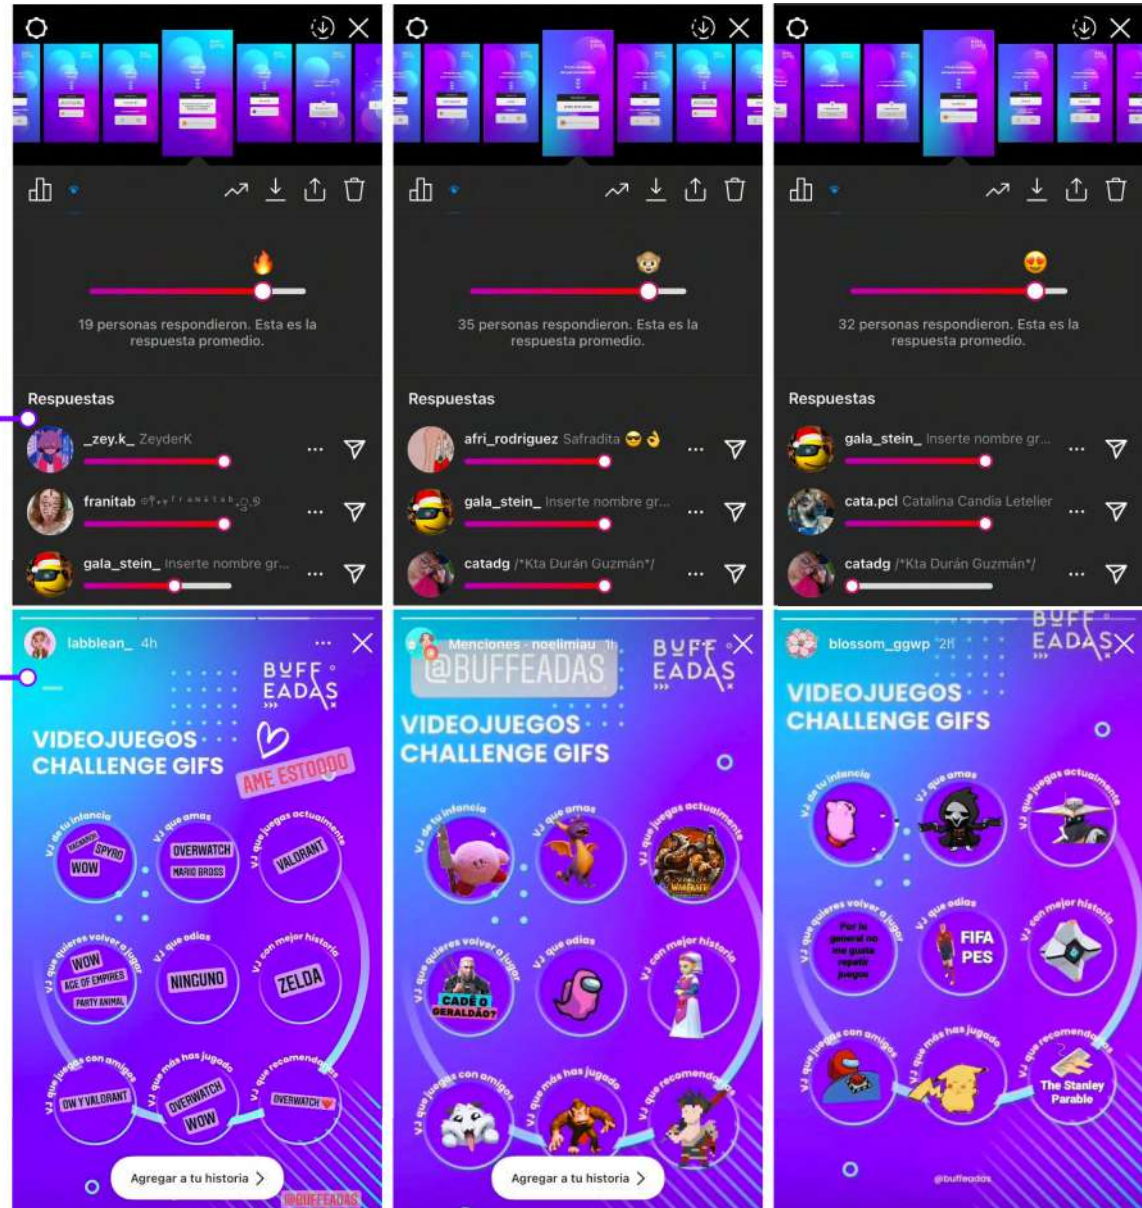 19 personas respondieron. Esta es la
respuesta promedio.
Respuestas
_zey.k_ ZeyderK
franitab
gala_stein_ Inserte nombre gr...
35 personas respondieron. Esta es la
respuesta promedio.
Respuestas
afri_rodriguez Safradita 😎👌
gala_stein_ Inserte nombre gr...
catadg /*Kta Durán Guzmán*/
32 personas respondieron. Esta es la
respuesta promedio.
Respuestas
gala_stein_ Inserte nombre gr...
cata.pcl Catalina Candia Letelier
catadg /*Kta Durán Guzmán*/
labblean_ 4h
BUFF
EADAS
VIDEOJUEGOS
CHALLENGE GIFS
AME ESTOOOO
VJ de tu infancia
RAGNAROK
SPYRO
WOW
VJ que amas
OVERWATCH
MARIO BROSS
VJ que juegas actualmente
VALORANT
VJ que quieres volver a jugar
WOW
AGE OF EMPIRES
PARTY ANIMAL
VJ que odias
NINGUNO
VJ con mejor historia
ZELDA
VJ que juegas con amigos
OW Y VALORANT
VJ que más has jugado
OVERWATCH
WOW
VJ que recomendarías
OVERWATCH
Agregar a tu historia >
@BUFFEADAS
Menciones · noelimiau 1h
@BUFFEADAS
BUFF
EADAS
VIDEOJUEGOS
CHALLENGE GIFS
VJ de tu infancia
VJ que amas
VJ que juegas actualmente
WARCRAFT
VJ que quieres volver a jugar
CADÊ O
GERALDÃO?
VJ que odias
VJ con mejor historia
VJ que juegas con amigos
VJ que más has jugado
VJ que recomendarías
Agregar a tu historia >
blossom_ggwp 2h
BUFF
EADAS
VIDEOJUEGOS
CHALLENGE GIFS
VJ de tu infancia
VJ que amas
VJ que juegas actualmente
VJ que quieres volver a jugar
Por lo
general no
me gusta
repetir
juegos
VJ que odias
FIFA
PES
VJ con mejor historia
VJ que juegas con amigos
VJ que más has jugado
VJ que recomendarías
The Stanley
Parable
@buffeadas